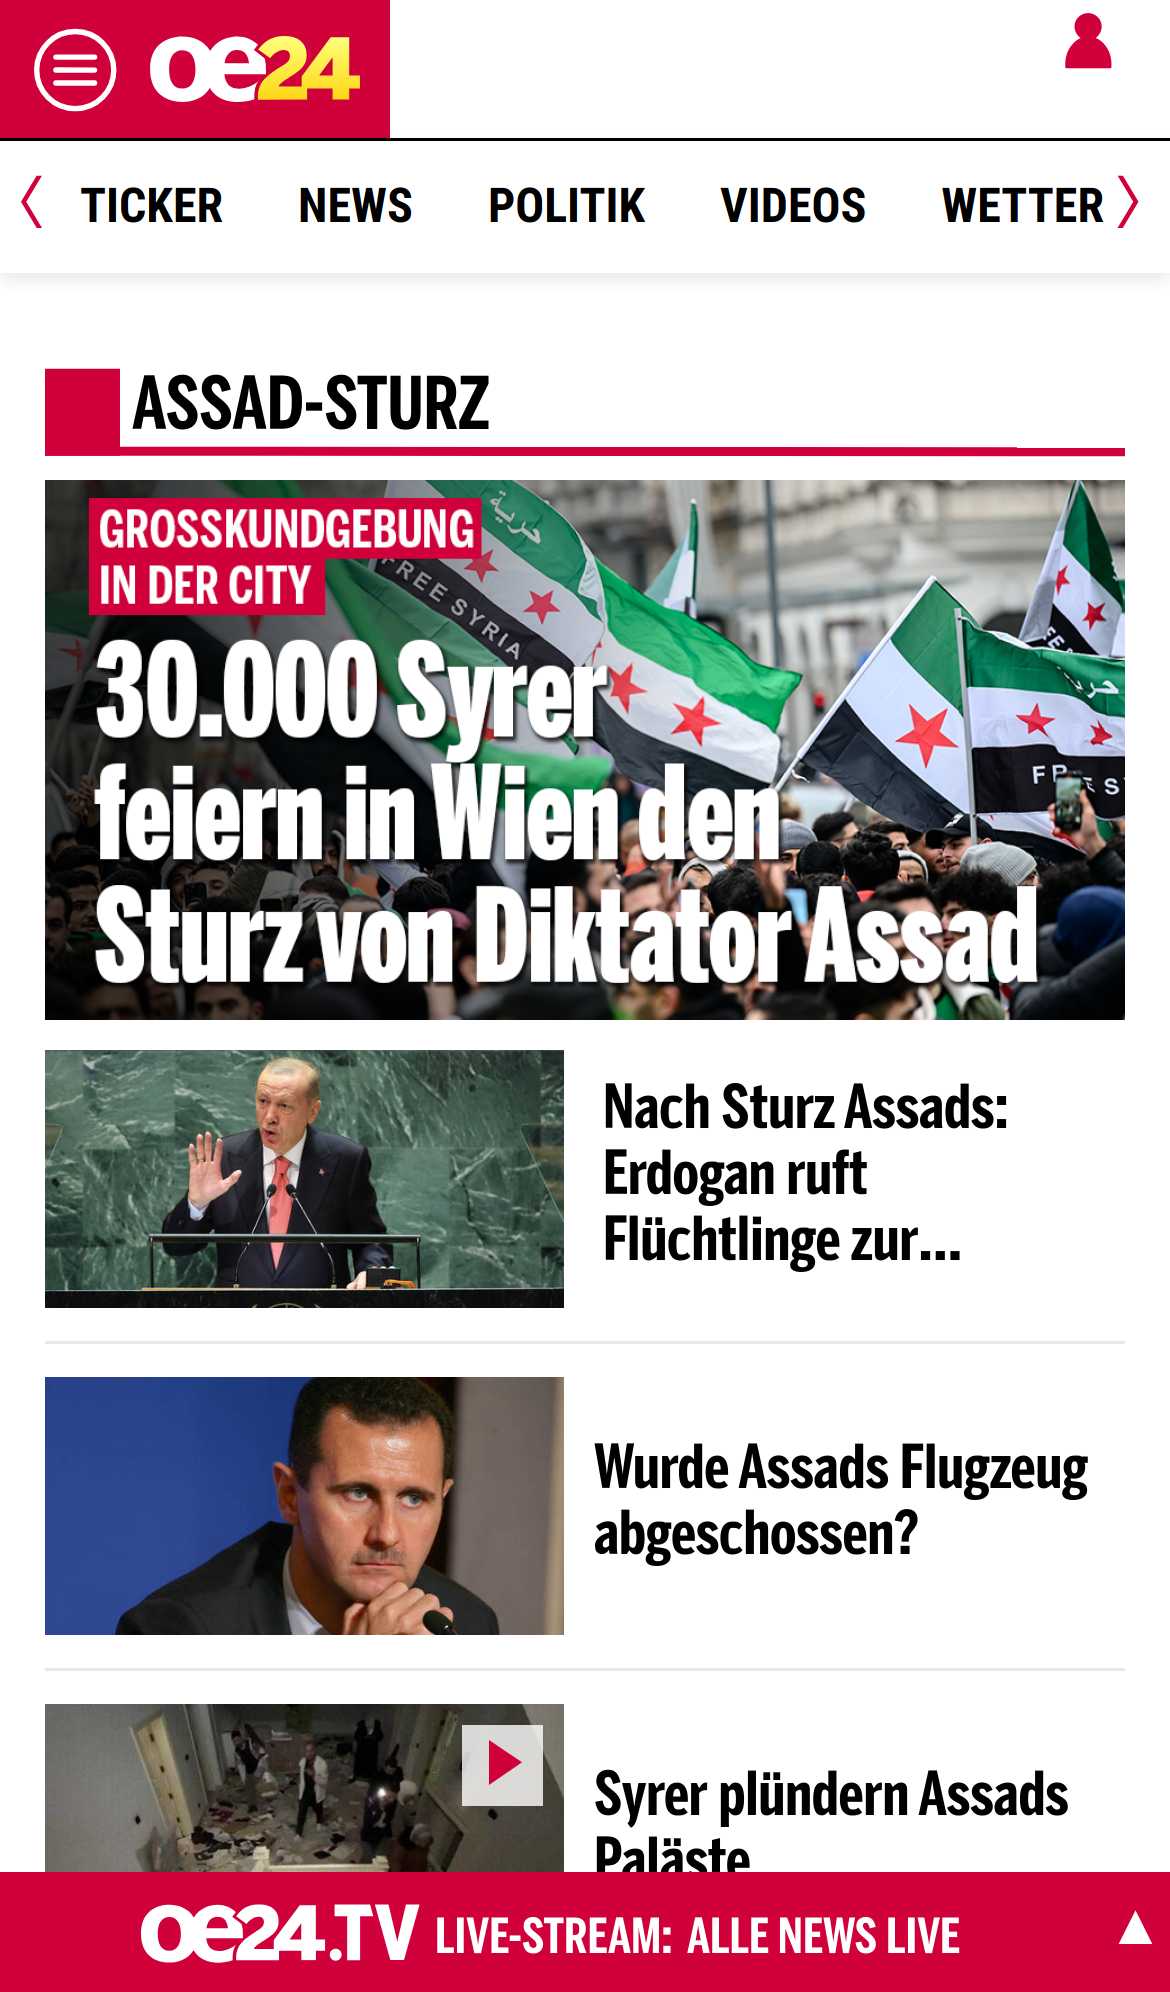 oe24
TICKER NEWS POLITIK VIDEOS WETTER
ASSAD-STURZ
GROSSKUNDGEBUNG
IN DER CITY
30.000 Syrer
feiern in Wien den
Sturz von Diktator Assad
حرية
FREE SYRIA
Nach Sturz Assads:
Erdogan ruft
Flüchtlinge zur...
Wurde Assads Flugzeug
abgeschossen?
Syrer plündern Assads
Paläste
oe24.TV LIVE-STREAM: ALLE NEWS LIVE